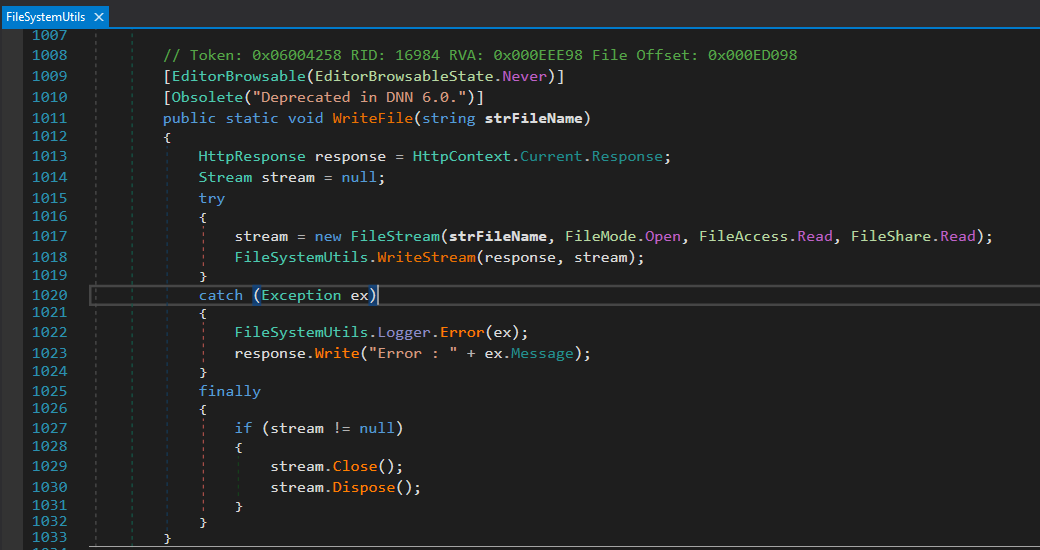 FileSystemUtils ×
1007
1008 // Token: 0x06004258 RID: 16984 RVA: 0x000EEE98 File Offset: 0x000ED098
1009 [EditorBrowsable(EditorBrowsableState.Never)]
1010 [Obsolete("Deprecated in DNN 6.0.")]
1011 public static void WriteFile(string strFileName)
1012 {
1013 HttpResponse response = HttpContext.Current.Response;
1014 Stream stream = null;
1015 try
1016 {
1017 stream = new FileStream(strFileName, FileMode.Open, FileAccess.Read, FileShare.Read);
1018 FileSystemUtils.WriteStream(response, stream);
1019 }
1020 catch (Exception ex)
1021 {
1022 FileSystemUtils.Logger.Error(ex);
1023 response.Write("Error : " + ex.Message);
1024 }
1025 finally
1026 {
1027 if (stream != null)
1028 {
1029 stream.Close();
1030 stream.Dispose();
1031 }
1032 }
1033 }